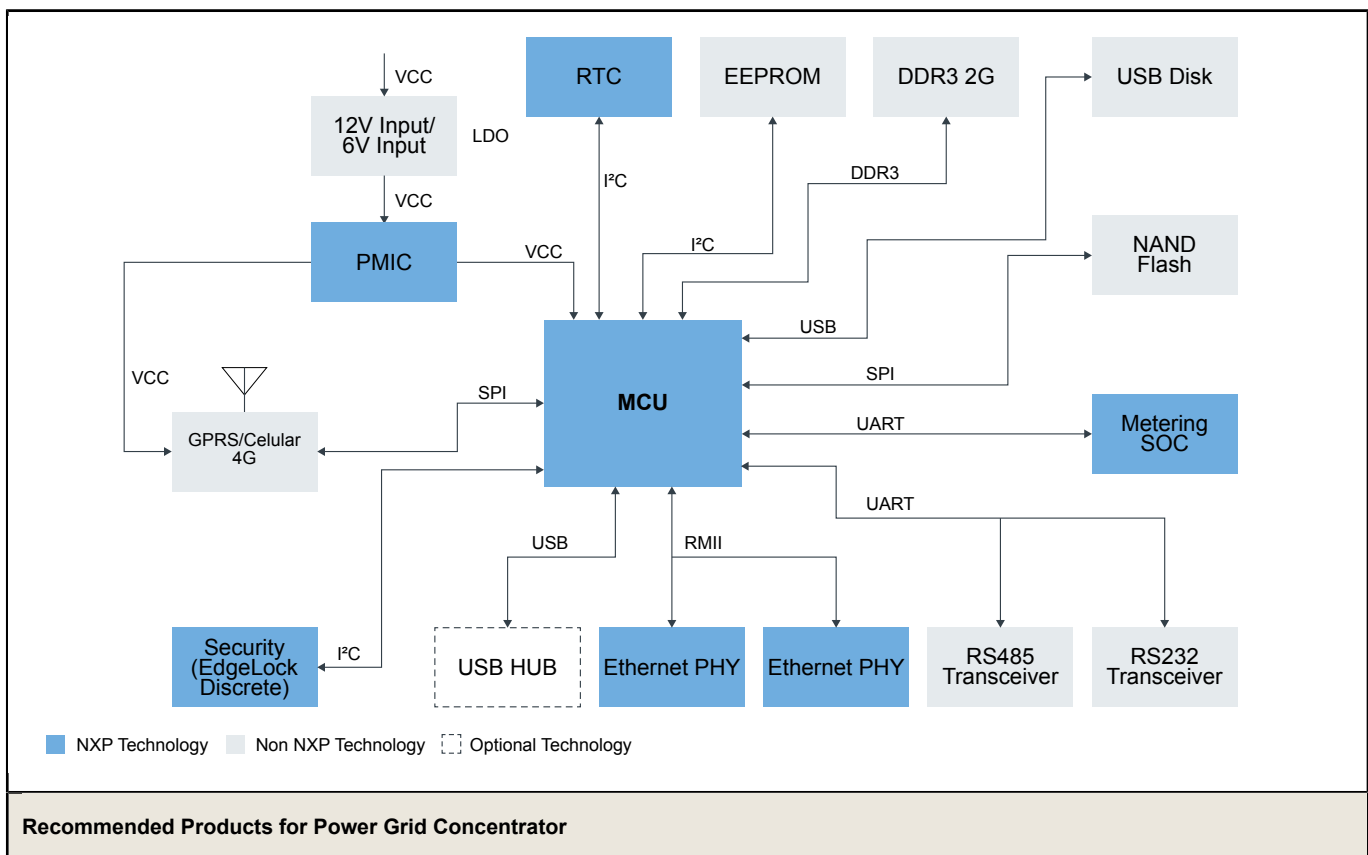 VCC
RTC
EEPROM
DDR3 2G
USB Disk
12V Input/
6V Input
LDO
VCC
I²C
DDR3
I²C
PMIC
VCC
NAND
Flash
USB
VCC
SPI
MCU
SPI
GPRS/Celular
4G
UART
Metering
SOC
UART
USB
RMII
Security
(EdgeLock
Discrete)
I²C
USB HUB
Ethernet PHY
Ethernet PHY
RS485
Transceiver
RS232
Transceiver
NXP Technology
Non NXP Technology
Optional Technology
Recommended Products for Power Grid Concentrator